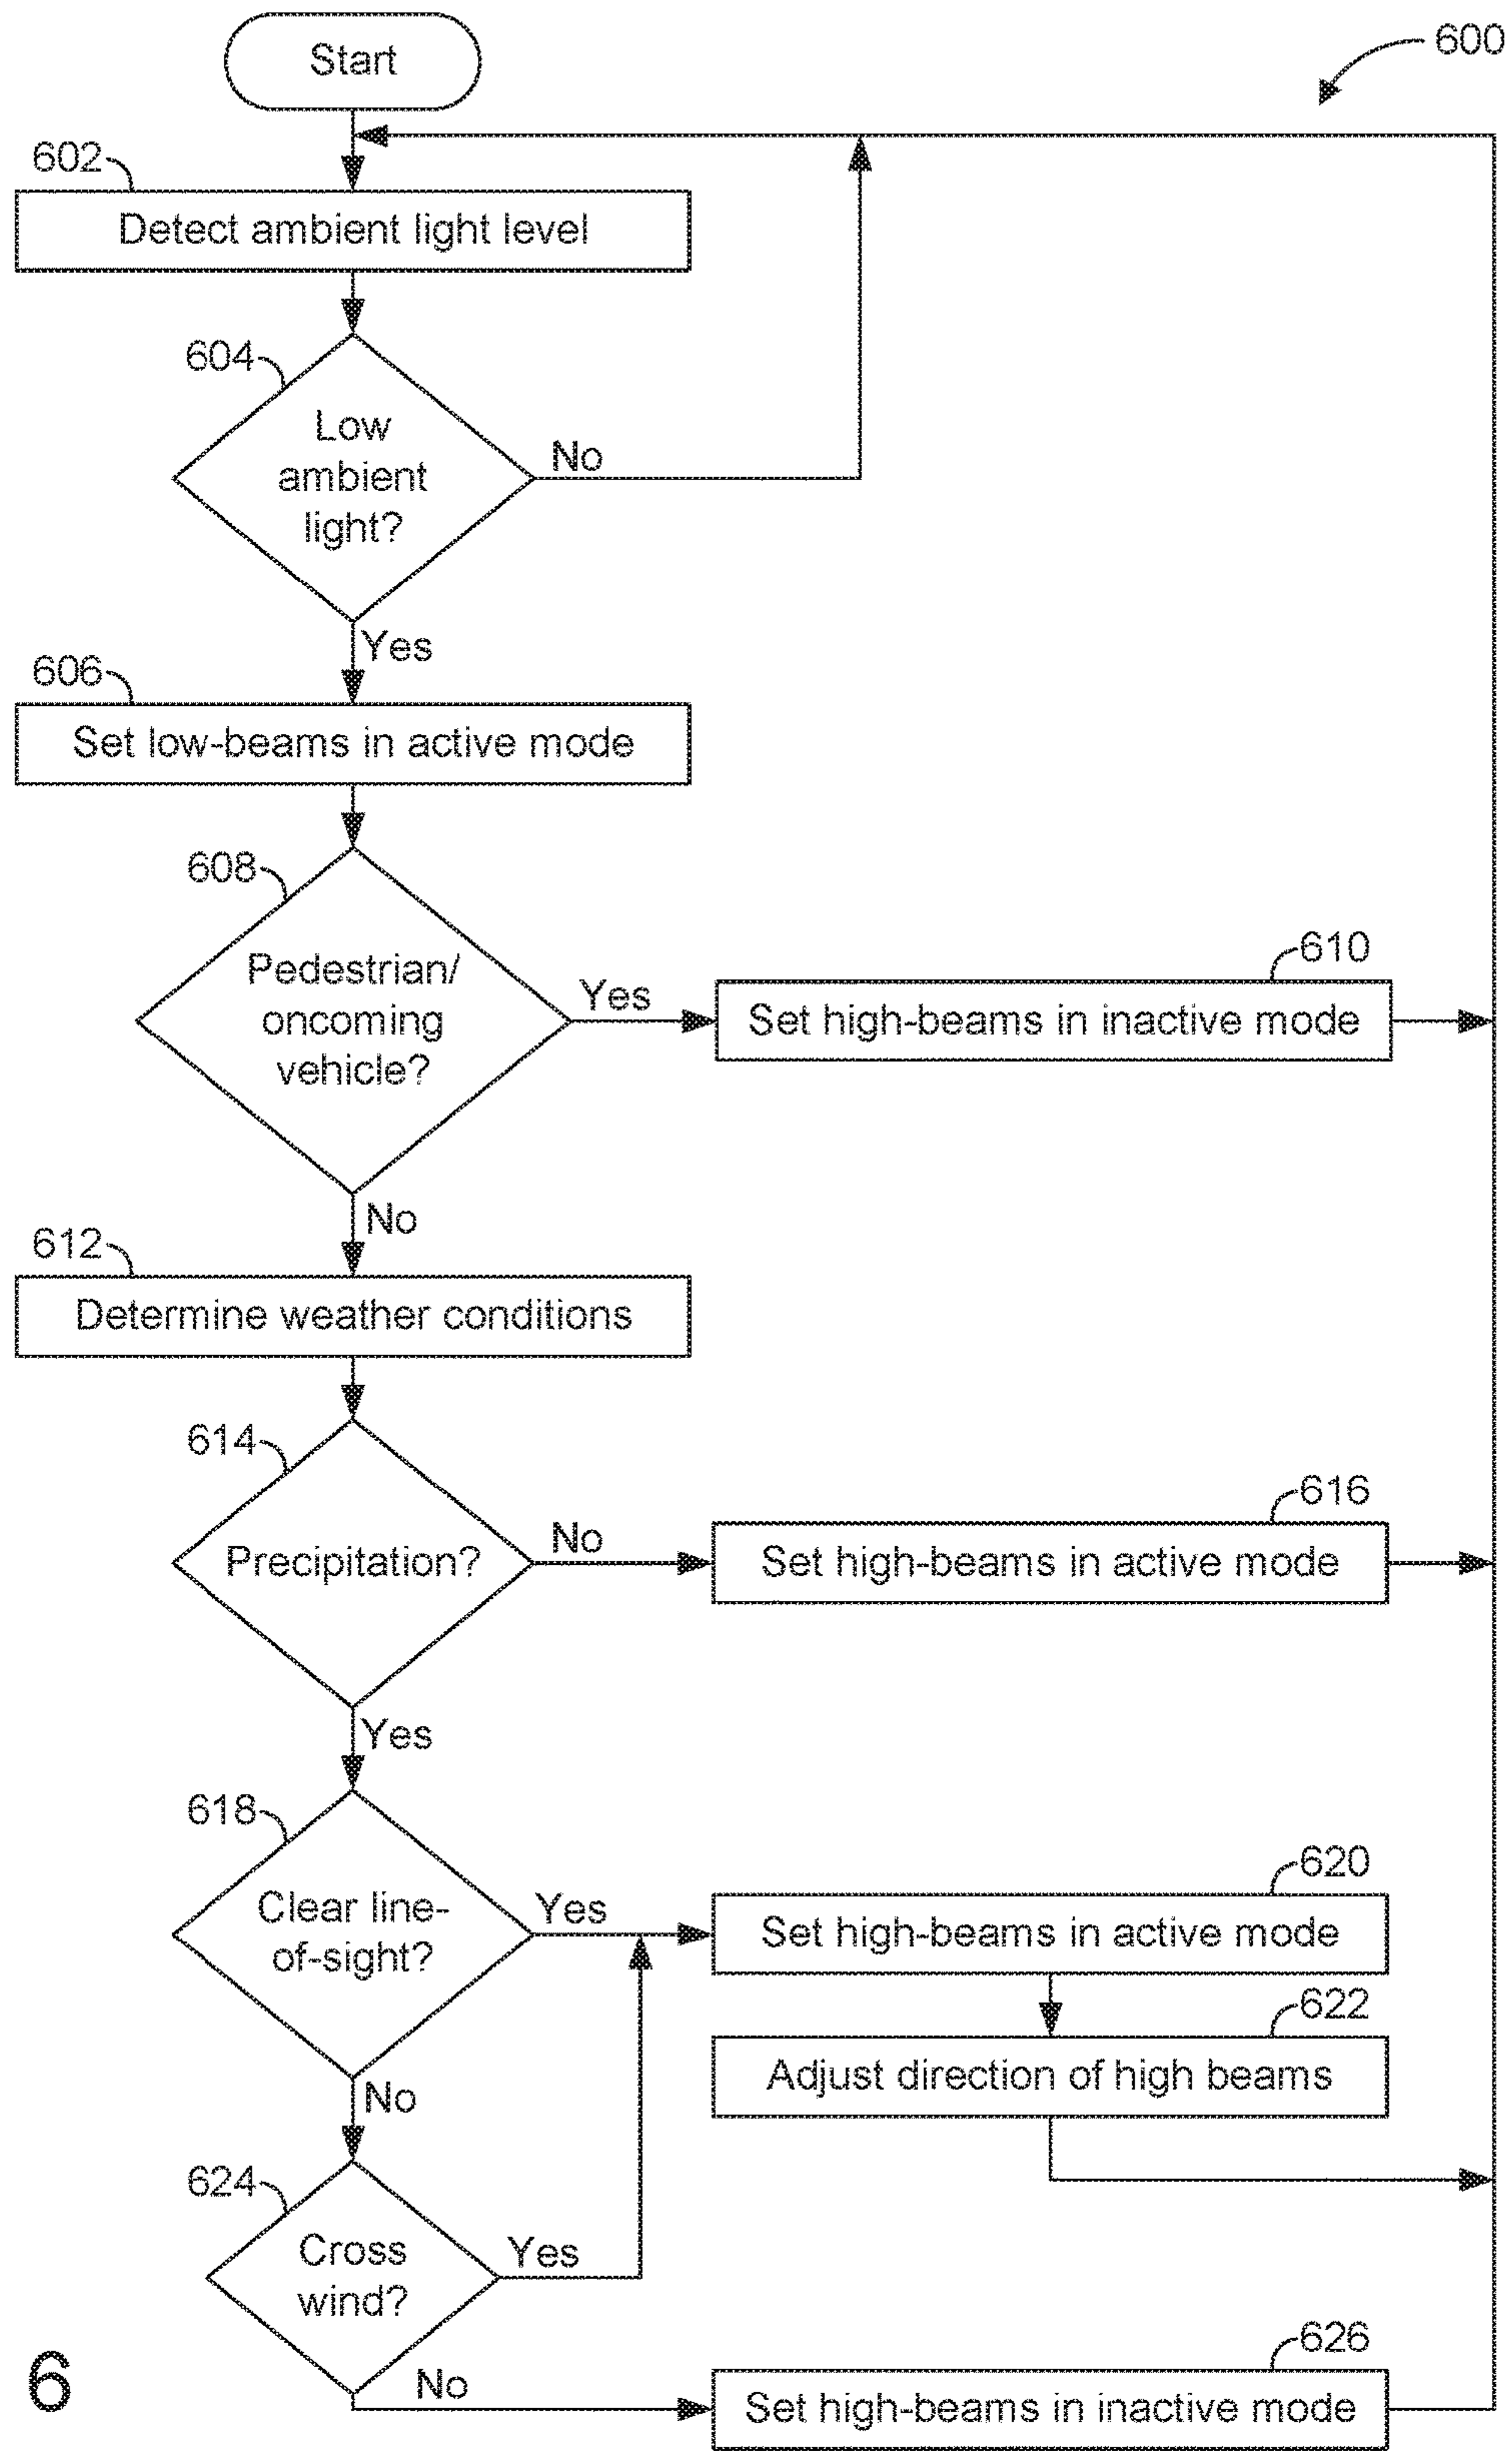 Start
600
602
Detect ambient light level
604
Low
ambient
light?
No
Yes
606
Set low-beams in active mode
608
Pedestrian/
oncoming
vehicle?
Yes
610
Set high-beams in inactive mode
No
612
Determine weather conditions
614
Precipitation?
No
616
Set high-beams in active mode
Yes
618
Clear line-
of-sight?
Yes
620
Set high-beams in active mode
622
Adjust direction of high beams
No
624
Cross
wind?
Yes
No
626
Set high-beams in inactive mode
6